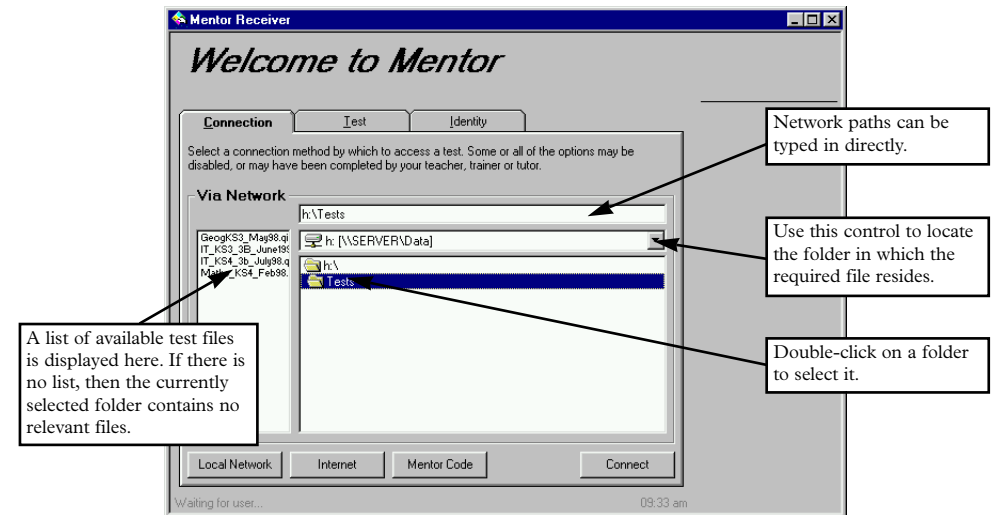 Mentor Receiver
Welcome to Mentor
Connection
Test
Identity
Select a connection method by which to access a test. Some or all of the options may be
disabled, or may have been completed by your teacher, trainer or tutor.
Via Network
h:\Tests
GeogKS3_May98.qi
IT_KS3_3B_June199
IT_KS4_3b_July98.q
KS4_Feb98.
h: [\\SERVER\Data]
h:\
Tests
Local Network
Internet
Mentor Code
Connect
Waiting for user...
09:33 am
Network paths can be
typed in directly.
Use this control to locate
the folder in which the
required file resides.
Double-click on a folder
to select it.
A list of available test files
is displayed here. If there is
no list, then the currently
selected folder contains no
relevant files.